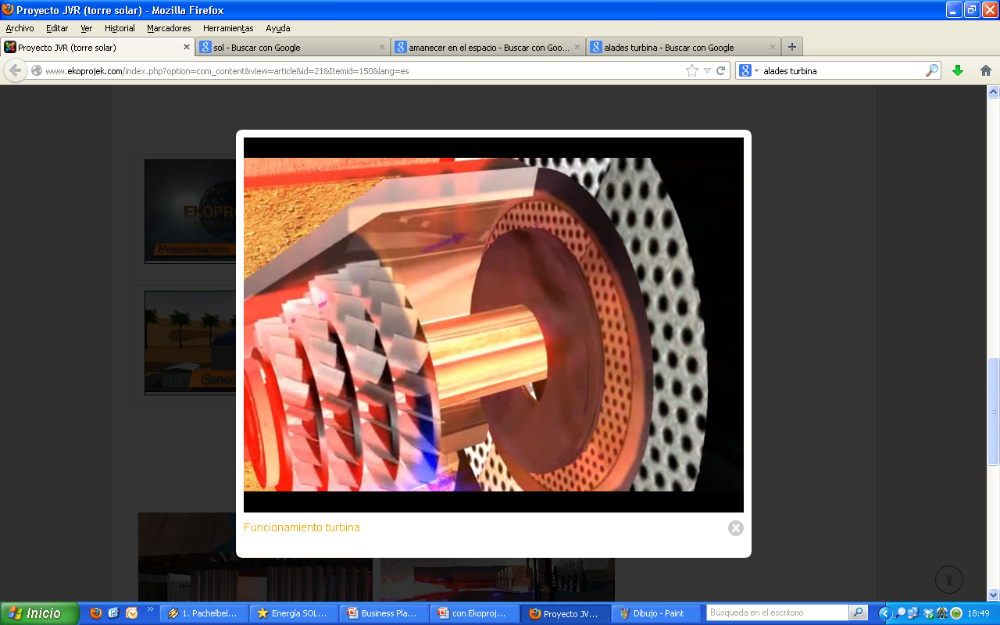 Proyecto JVR (torre solar) - Mozilla Firefox
Archivo Editar Ver Historial Marcadores Herramientas Ayuda
Proyecto JVR (torre solar) sol - Buscar con Google amanecer en el espacio - Buscar con Goo... alades turbina - Buscar con Google
www.ekoprojek.com/index.php?option=com_content&view=article&id=21&Itemid=150&lang=es alades turbina
EKOPRO
Presentación
Gener
Funcionamiento turbina
Inicio 1. Pachelbel... Energía SOL... Business Pla... con Ekoproj... Proyecto JV... Dibujo - Paint Búsqueda en el escritorio 18:49